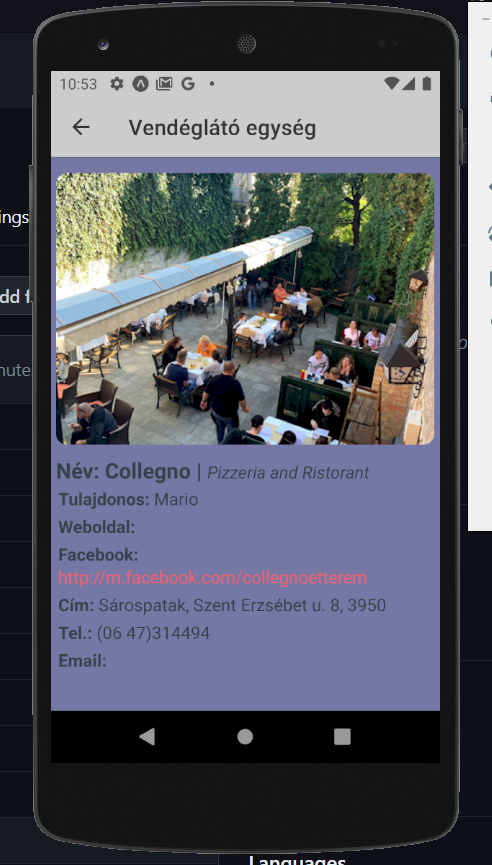 10:53
Vendéglátó egység
ings
dd f
nute
Név: Collegno | Pizzeria and Ristorant
Tulajdonos: Mario
Weboldal:
Facebook:
http://m.facebook.com/collegnoetterem
Cím: Sárospatak, Szent Erzsébet u. 8, 3950
Tel.: (06 47)314494
Email:
Languages